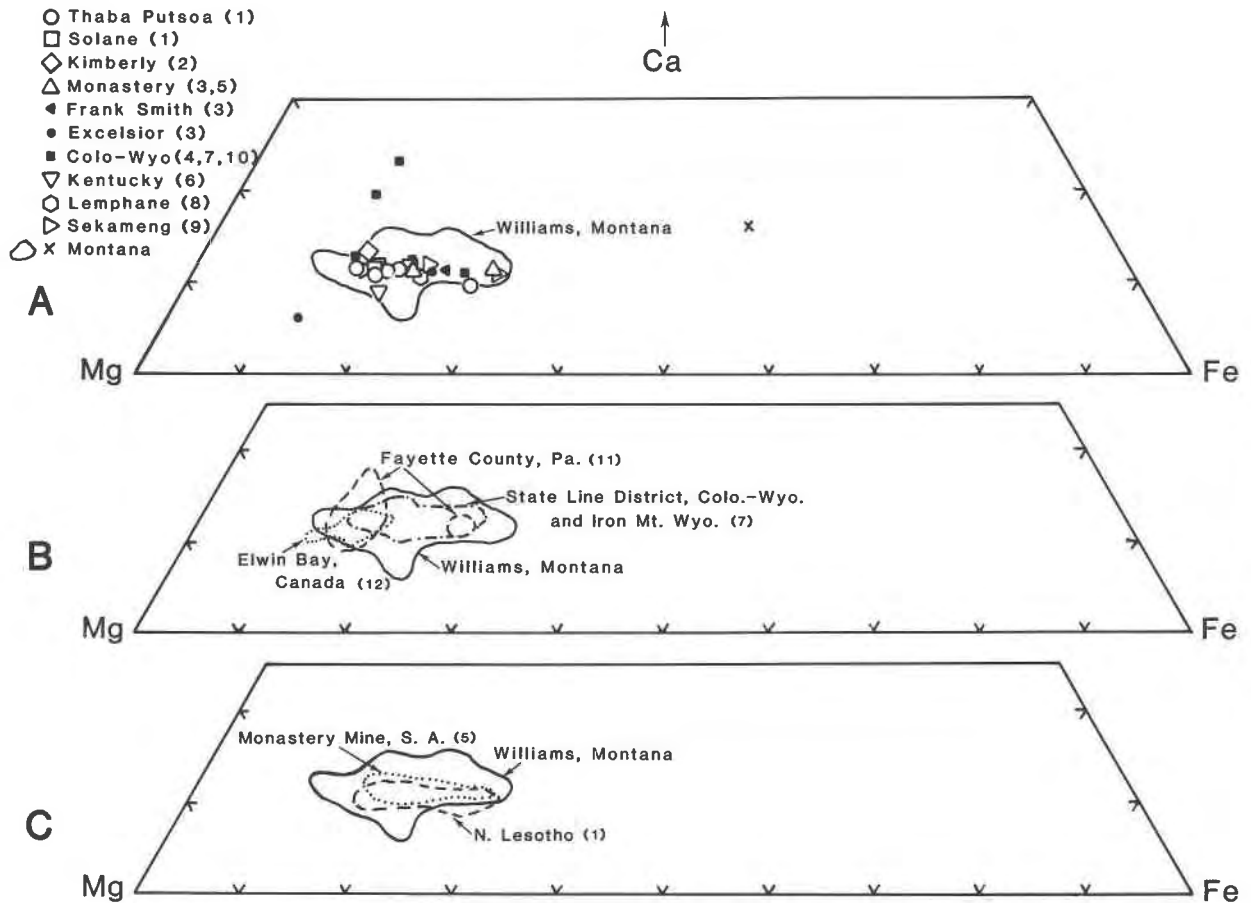 Thaba Putsoa (1)
Solane (1)
Kimberly (2)
Monastery (3,5)
Frank Smith (3)
Excelsior (3)
Colo-Wyo (4,7,10)
Kentucky (6)
Lemphane (8)
Sekameng (9)
x Montana
Ca
Williams, Montana
x
A
Mg
Fe
Fayette County, Pa. (11)
State Line District, Colo.-Wyo.
and Iron Mt. Wyo. (7)
Elwin Bay,
Canada (12)
Williams, Montana
B
Mg
Fe
Monastery Mine, S. A. (5)
Williams, Montana
N. Lesotho (1)
C
Mg
Fe